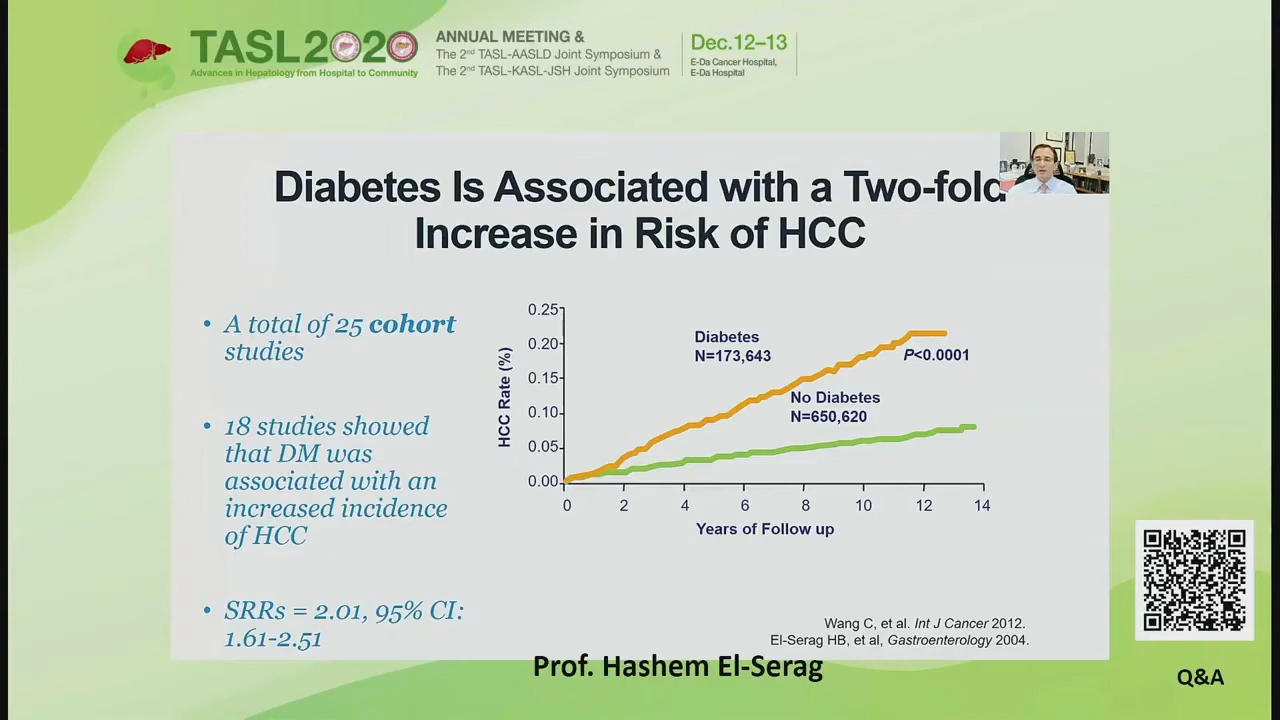 TASL2020
Advances in Hepatology from Hospital to Community
ANNUAL MEETING &
The 2nd TASL-AASLD Joint Symposium &
The 2nd TASL-KASL-JSH Joint Symposium
Dec.12–13
E-Da Cancer Hospital,
E-Da Hospital
Diabetes Is Associated with a Two-fold
Increase in Risk of HCC
• A total of 25 cohort
studies
• 18 studies showed
that DM was
associated with an
increased incidence
of HCC
• SRRs = 2.01, 95% CI:
1.61-2.51
HCC Rate (%)
0.25
0.20
0.15
0.10
0.05
0.00
Diabetes
N=173,643
P<0.0001
No Diabetes
N=650,620
0 2 4 6 8 10 12 14
Years of Follow up
Wang C, et al. Int J Cancer 2012.
El-Serag HB, et al, Gastroenterology 2004.
Prof. Hashem El-Serag
Q&A